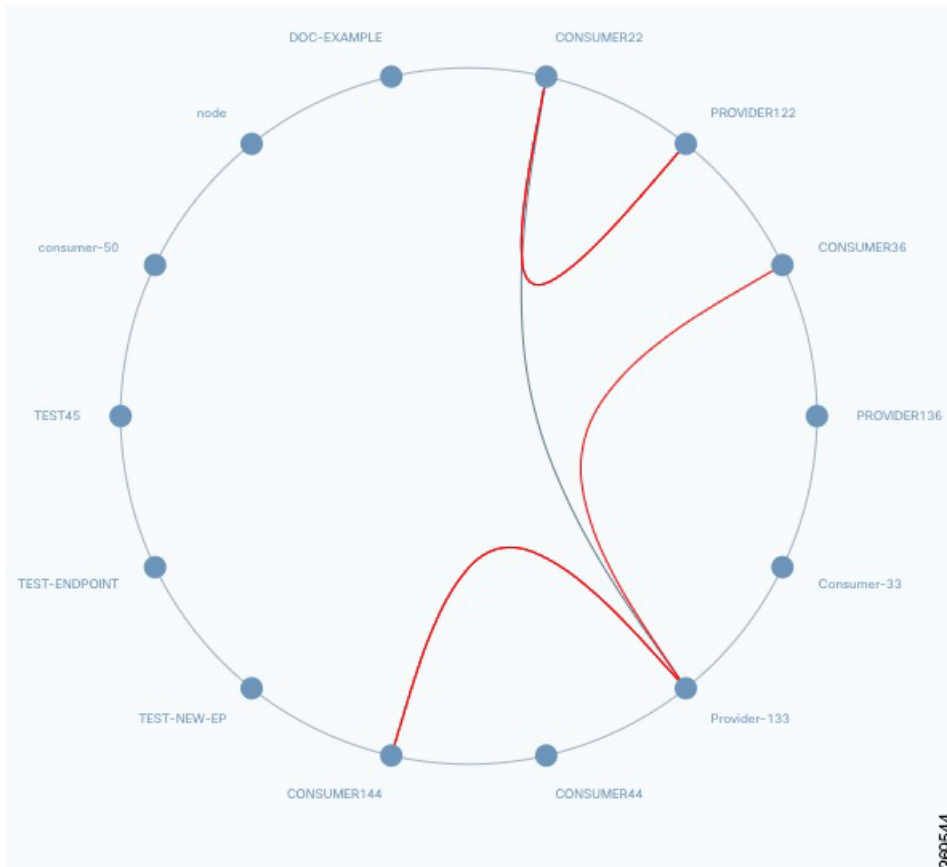 DOC-EXAMPLE
CONSUMER22
node
PROVIDER122
consumer-50
CONSUMER36
TEST45
PROVIDER136
TEST-ENDPOINT
Consumer-33
TEST-NEW-EP
Provider-133
CONSUMER144
CONSUMER44